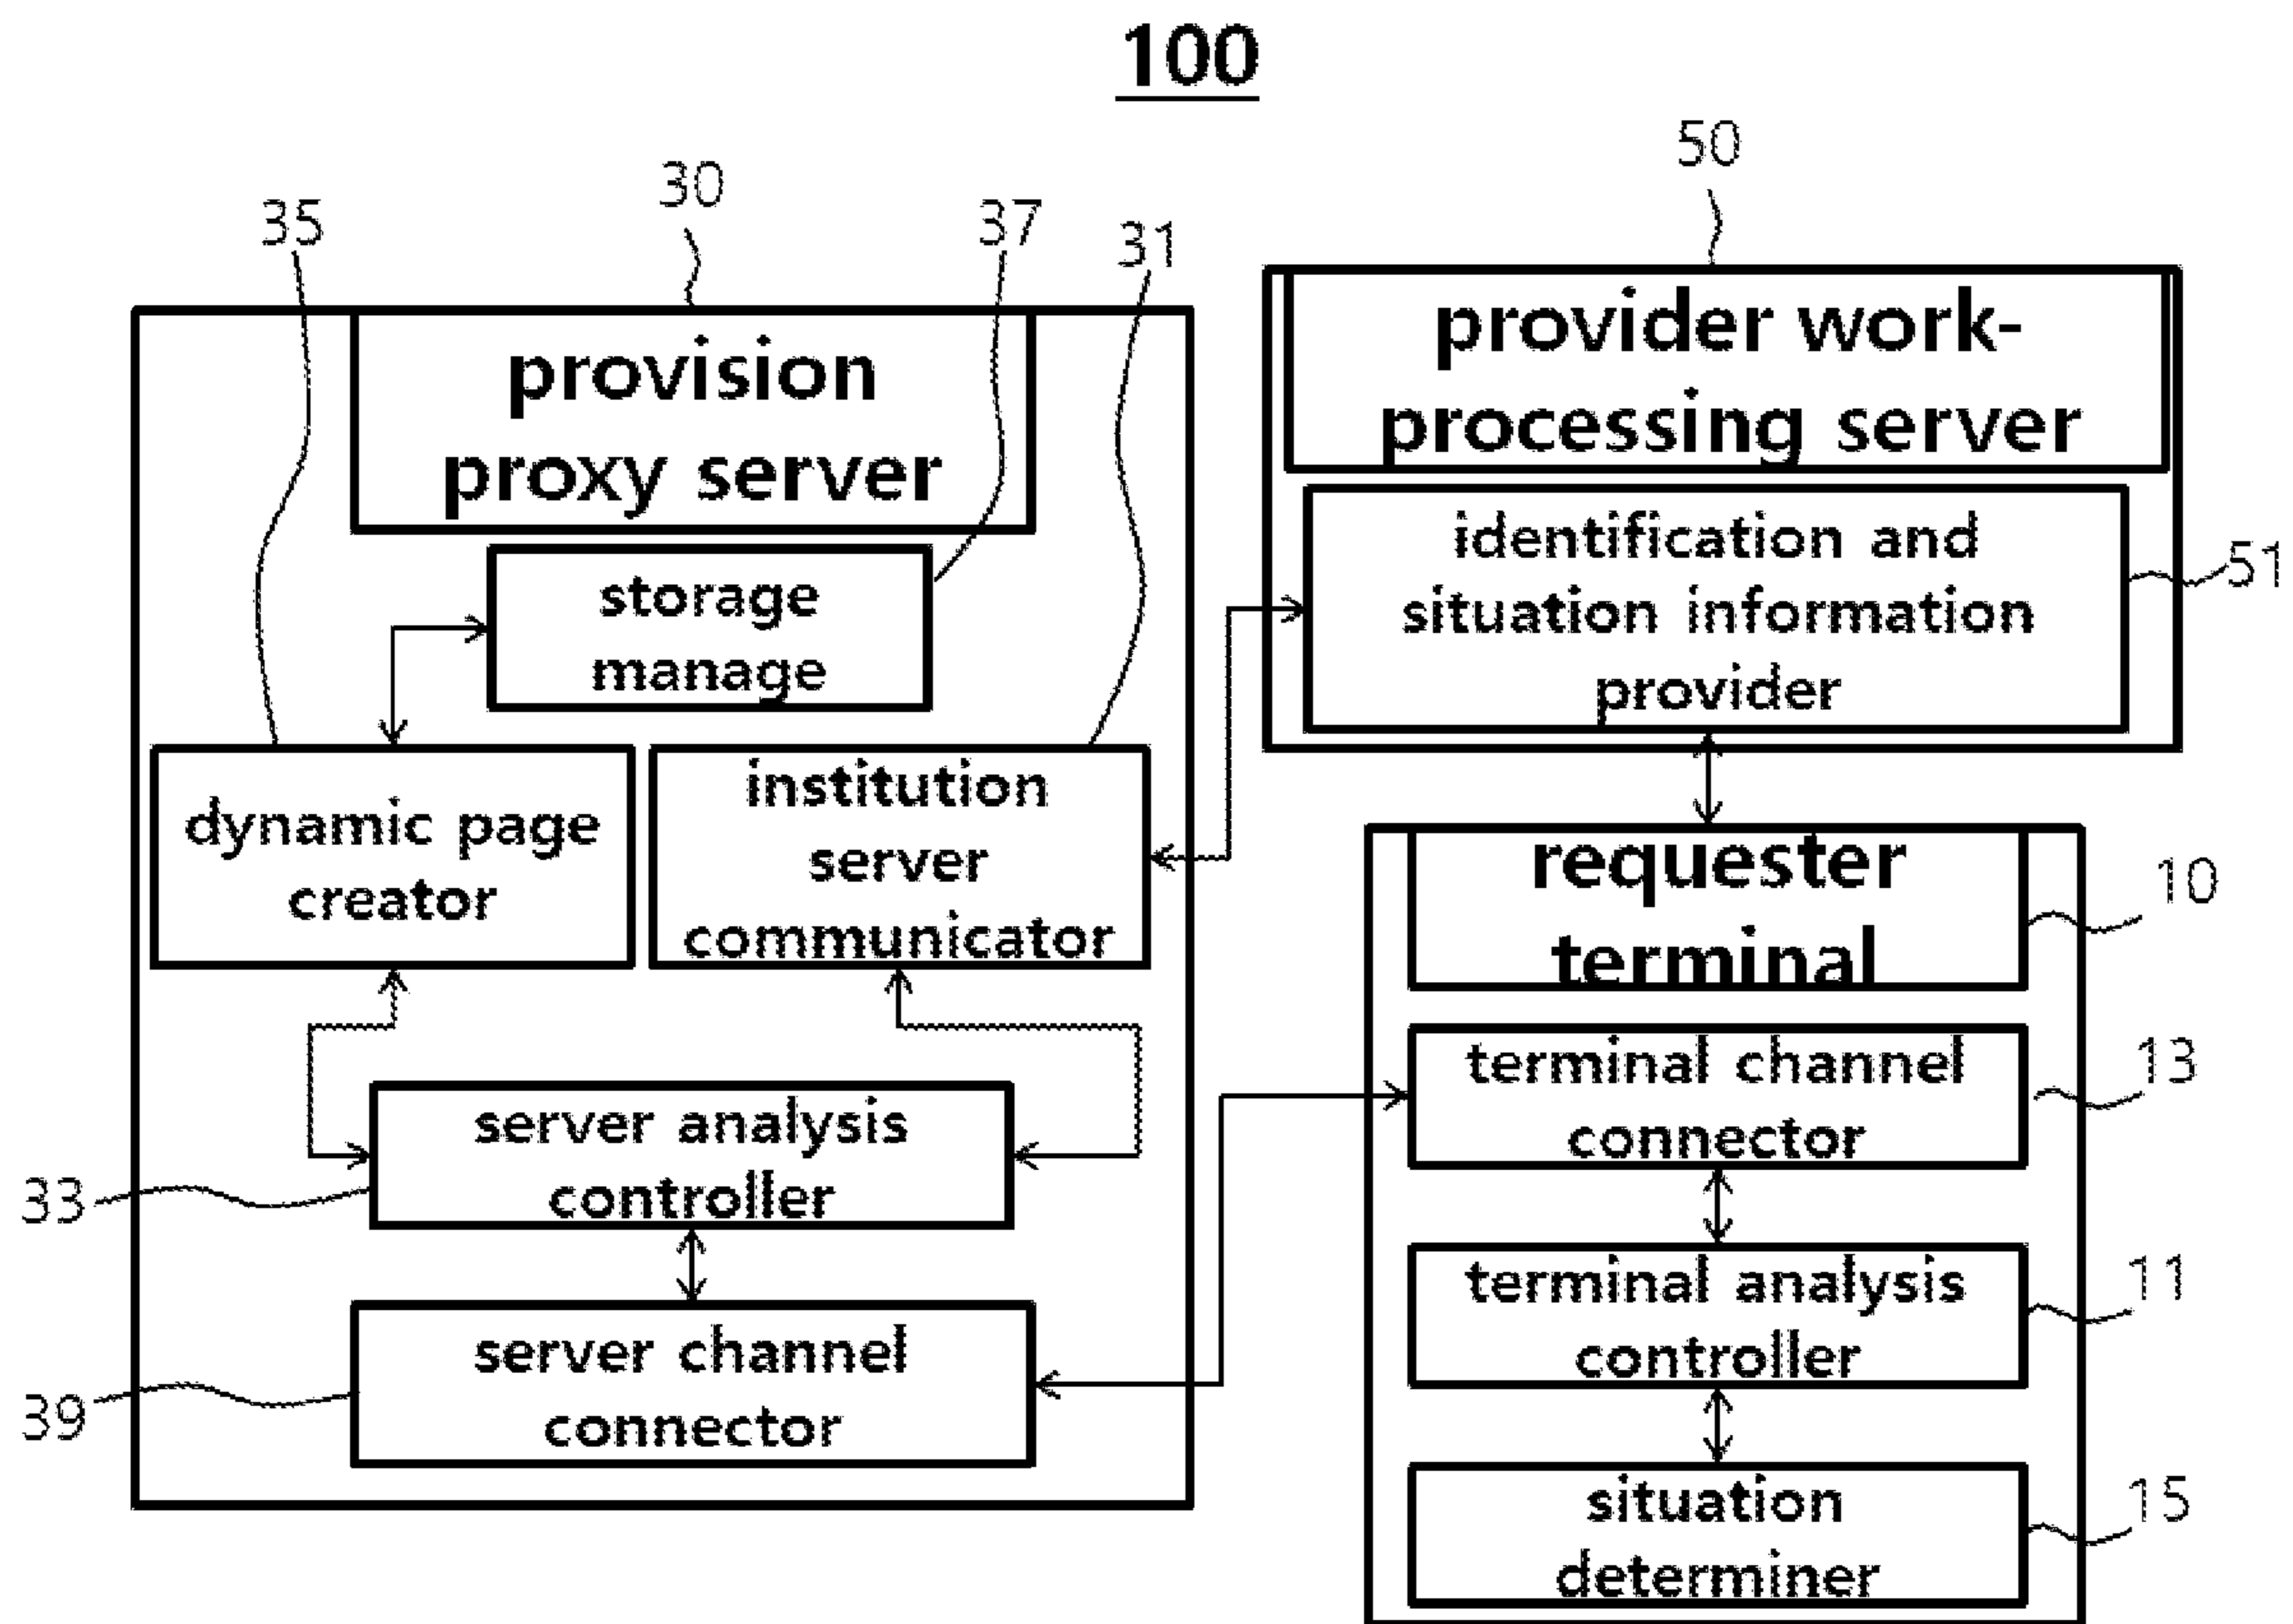 100
50
30
35
37
31
provision
proxy server
provider work-
processing server
storage
manage
identification and
situation information
provider
51
dynamic page
creator
institution
server
communicator
requester
terminal
10
terminal channel
connector
13
server analysis
controller
33
terminal analysis
controller
11
server channel
connector
39
situation
determiner
15